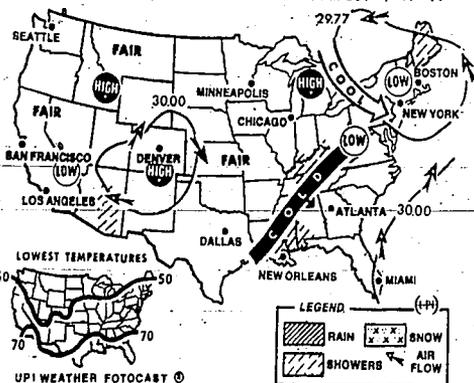 29.77
SEATTLE
FAIR
HIGH
HIGH
COOL
LOW
BOSTON
MINNEAPOLIS
NEW YORK
30.00
CHICAGO
FAIR
LOW
SAN FRANCISCO
DENVER
HIGH
FAIR
LOW
LOS ANGELES
COLD
ATLANTA
30.00
DALLAS
NEW ORLEANS
MIAMI
LOWEST TEMPERATURES
50
50
70
70
LEGEND
RAIN
SNOW
SHOWERS
AIR
FLOW
UPI WEATHER FOTOCAST